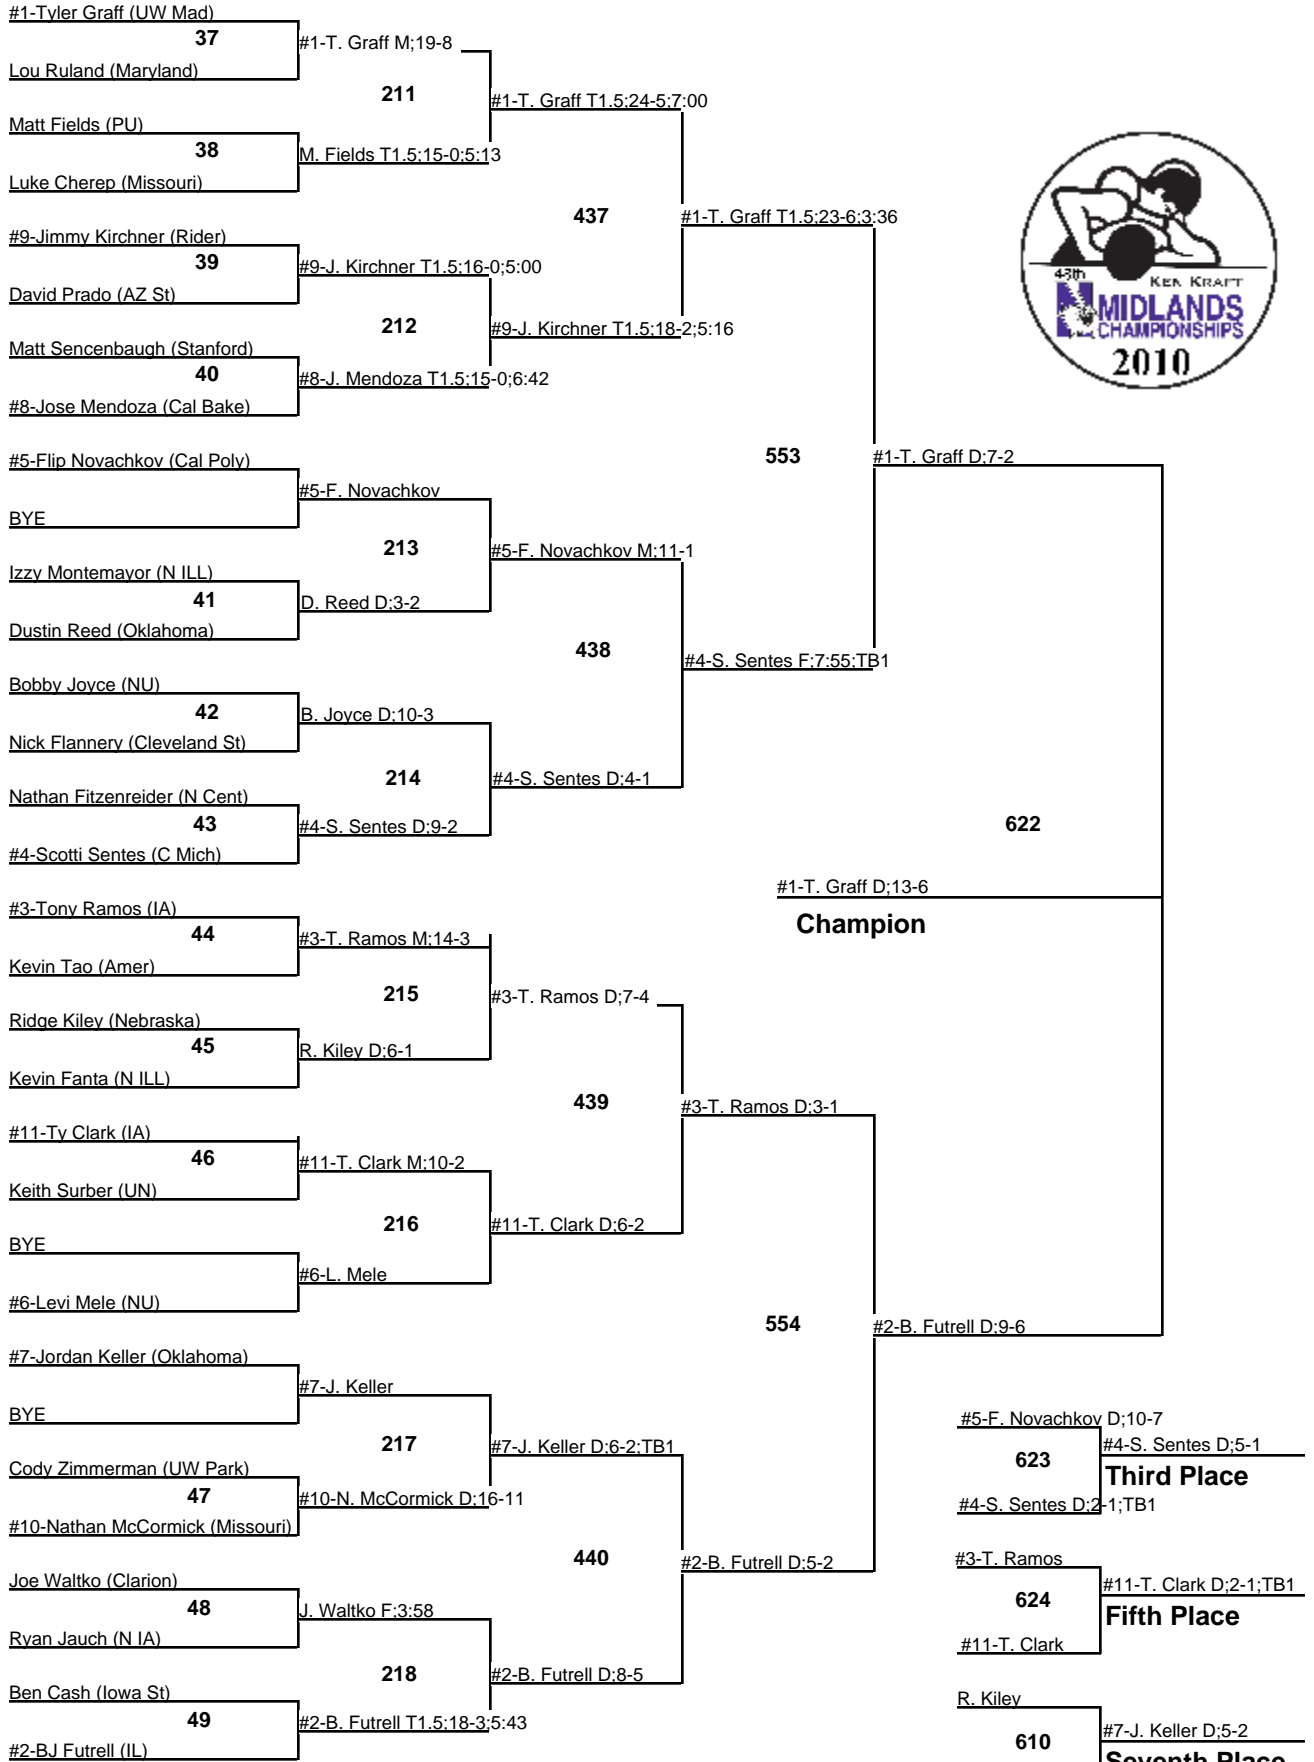 #1-Tyler Graff (UW Mad)
37
#1-T. Graff M;19-8
Lou Ruland (Maryland)
211
#1-T. Graff T1.5;24-5;7:00
Matt Fields (PU)
38
M. Fields T1.5;15-0;5:13
Luke Cherep (Missouri)
437
#1-T. Graff T1.5;23-6;3:36
#9-Jimmy Kirchner (Rider)
39
#9-J. Kirchner T1.5;16-0;5:00
David Prado (AZ St)
212
#9-J. Kirchner T1.5;18-2;5:16
Matt Sencenbaugh (Stanford)
40
#8-J. Mendoza T1.5;15-0;6:42
#8-Jose Mendoza (Cal Bake)
48th
KEN KRAFT
MIDLANDS
CHAMPIONSHIPS
2010
553
#1-T. Graff D;7-2
#5-Flip Novachkov (Cal Poly)
#5-F. Novachkov
BYE
213
#5-F. Novachkov M;11-1
Izzy Montemayor (N ILL)
41
D. Reed D;3-2
Dustin Reed (Oklahoma)
438
#4-S. Sentes F;7:55;TB1
Bobby Joyce (NU)
42
B. Joyce D;10-3
Nick Flannery (Cleveland St)
214
#4-S. Sentes D;4-1
Nathan Fitzenreider (N Cent)
43
#4-S. Sentes D;9-2
#4-Scotti Sentes (C Mich)
622
#1-T. Graff D;13-6
Champion
#3-Tony Ramos (IA)
44
#3-T. Ramos M;14-3
Kevin Tao (Amer)
215
#3-T. Ramos D;7-4
Ridge Kiley (Nebraska)
45
R. Kiley D;6-1
Kevin Fanta (N ILL)
439
#3-T. Ramos D;3-1
#11-Ty Clark (IA)
46
#11-T. Clark M;10-2
Keith Surber (UN)
216
#11-T. Clark D;6-2
BYE
#6-L. Mele
#6-Levi Mele (NU)
554
#2-B. Futrell D;9-6
#7-Jordan Keller (Oklahoma)
#7-J. Keller
BYE
217
#7-J. Keller D;6-2;TB1
Cody Zimmerman (UW Park)
47
#10-N. McCormick D;16-11
#10-Nathan McCormick (Missouri)
440
#2-B. Futrell D;5-2
Joe Waltko (Clarion)
48
J. Waltko F;3:58
Ryan Jauch (N IA)
218
#2-B. Futrell D;8-5
Ben Cash (Iowa St)
49
#2-B. Futrell T1.5;18-3;5:43
#2-BJ Futrell (IL)
#5-F. Novachkov D;10-7
623
#4-S. Sentes D;5-1
Third Place
#4-S. Sentes D;2-1;TB1
#3-T. Ramos
624
#11-T. Clark D;2-1;TB1
Fifth Place
#11-T. Clark
R. Kiley
610
#7-J. Keller D;5-2
Seventh Place